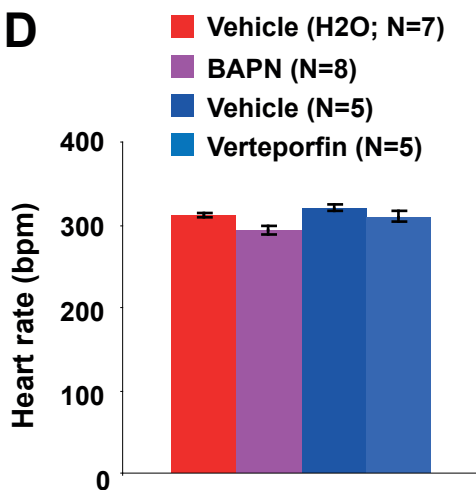 D
Vehicle (H2O; N=7)
BAPN (N=8)
Vehicle (N=5)
Verteporfin (N=5)
Heart rate (bpm)
400
300
200
100
0